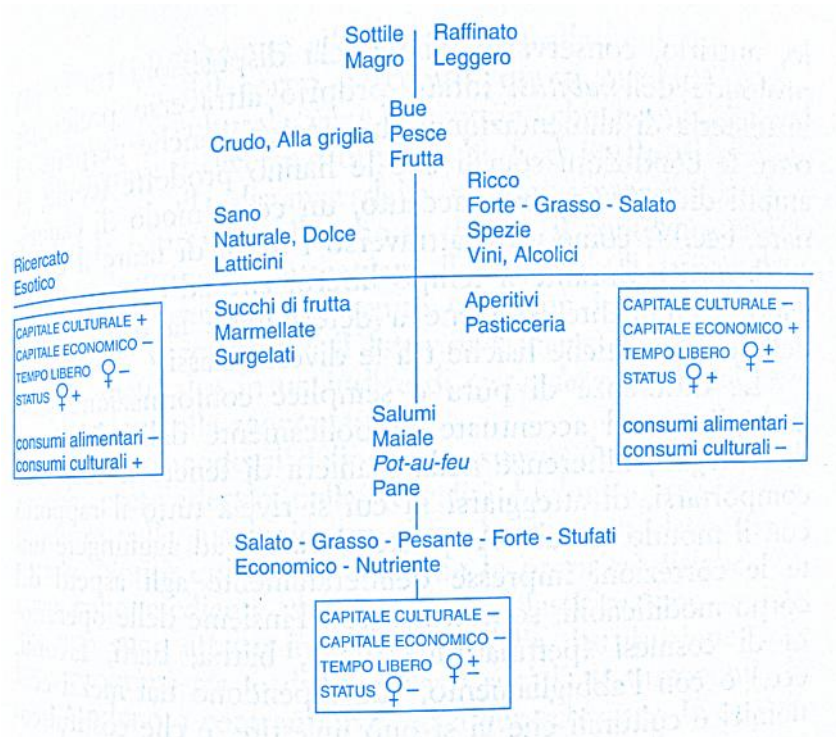 Sottile Raffinato
Magro Leggero
Bue
Crudo, Alla griglia Pesce
Frutta
Ricco
Sano Forte - Grasso - Salato
Naturale, Dolce Spezie
Ricercato Latticini Vini, Alcolici
Esotico
Succhi di frutta Aperitivi
Marmellate Pasticceria
Surgelati
CAPITALE CULTURALE +
CAPITALE ECONOMICO −
TEMPO LIBERO ♀ −
STATUS ♀ +
consumi alimentari −
consumi culturali +
CAPITALE CULTURALE −
CAPITALE ECONOMICO +
TEMPO LIBERO ♀ ±
STATUS ♀ +
consumi alimentari −
consumi culturali −
Salumi
Maiale
Pot-au-feu
Pane
Salato - Grasso - Pesante - Forte - Stufati
Economico - Nutriente
CAPITALE CULTURALE −
CAPITALE ECONOMICO −
TEMPO LIBERO ♀ ±
STATUS ♀ −